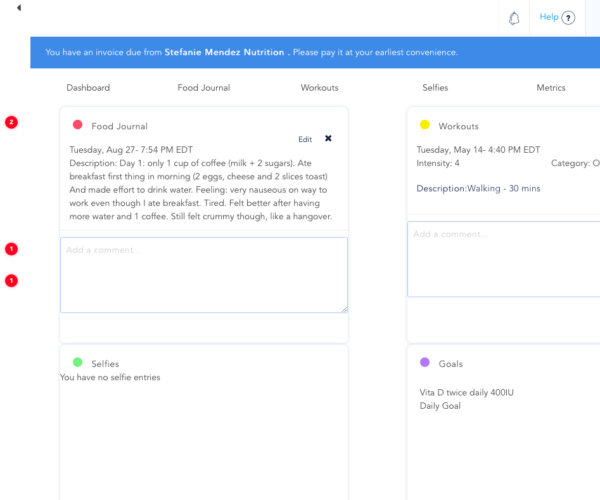 Help ?
You have an invoice due from Stefanie Mendez Nutrition . Please pay it at your earliest convenience.
Dashboard Food Journal Workouts Selfies Metrics
2
Food Journal
Edit ✖
Tuesday, Aug 27- 7:54 PM EDT
Description: Day 1: only 1 cup of coffee (milk + 2 sugars). Ate
breakfast first thing in morning (2 eggs, cheese and 2 slices toast)
And made effort to drink water. Feeling: very nauseous on way to
work even though I ate breakfast. Tired. Felt better after having
more water and 1 coffee. Still felt crummy though, like a hangover.
1
Add a comment...
1
Workouts
Tuesday, May 14- 4:40 PM EDT
Intensity: 4 Category: O
Description:Walking - 30 mins
Add a comment...
Selfies
You have no selfie entries
Goals
Vita D twice daily 400IU
Daily Goal